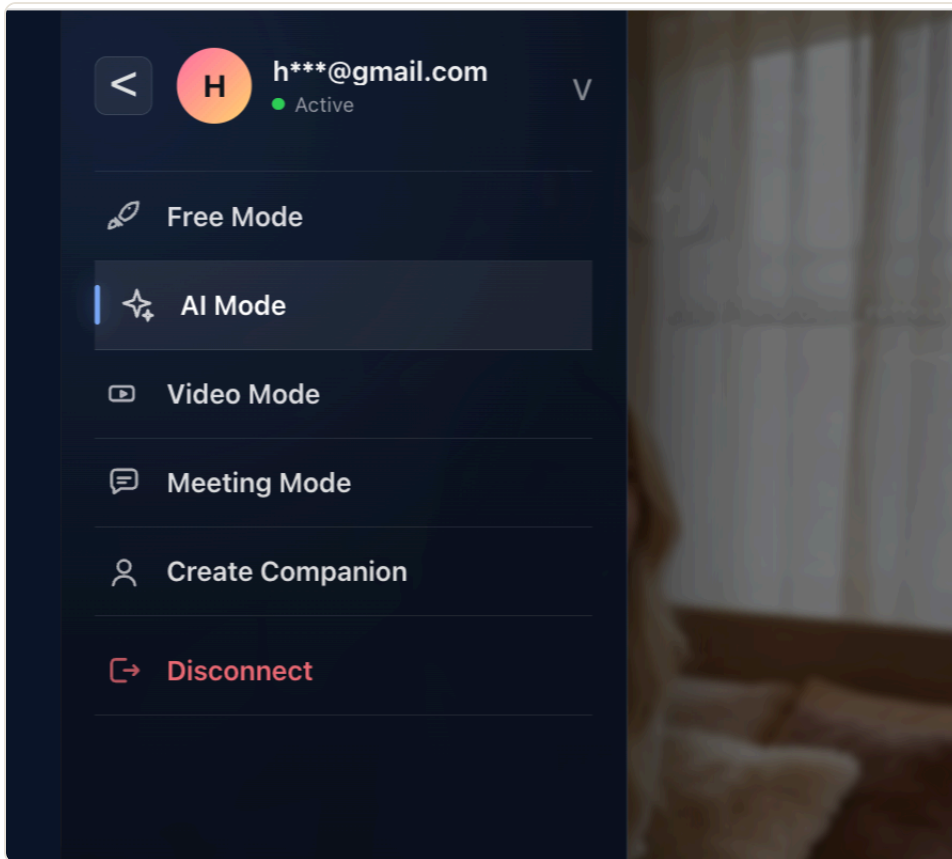 <
H
h***@gmail.com
V
Active
Free Mode
AI Mode
Video Mode
Meeting Mode
Create Companion
Disconnect